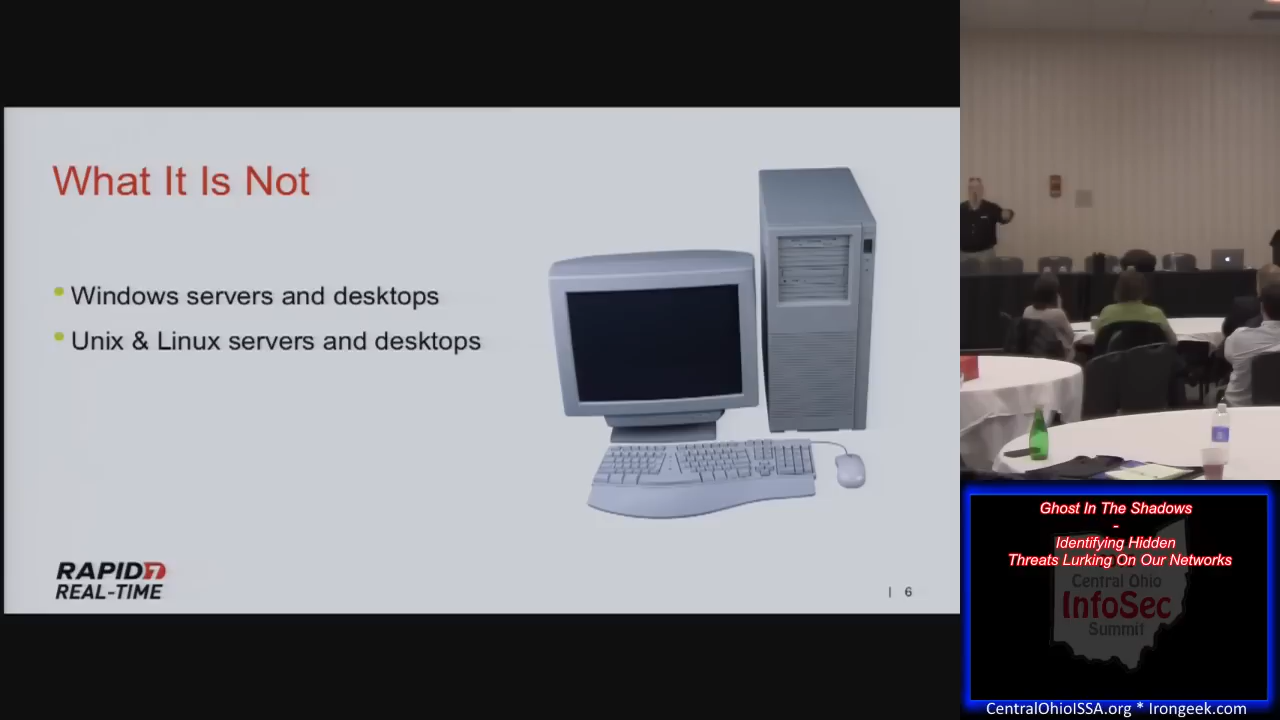 What It Is Not
Windows servers and desktops
Unix & Linux servers and desktops
RAPID7
REAL-TIME
| 6
Ghost In The Shadows
-
Identifying Hidden
Threats Lurking On Our Networks
Central Ohio
InfoSec
Summit
CentralOhioISSA.org * Irongeek.com